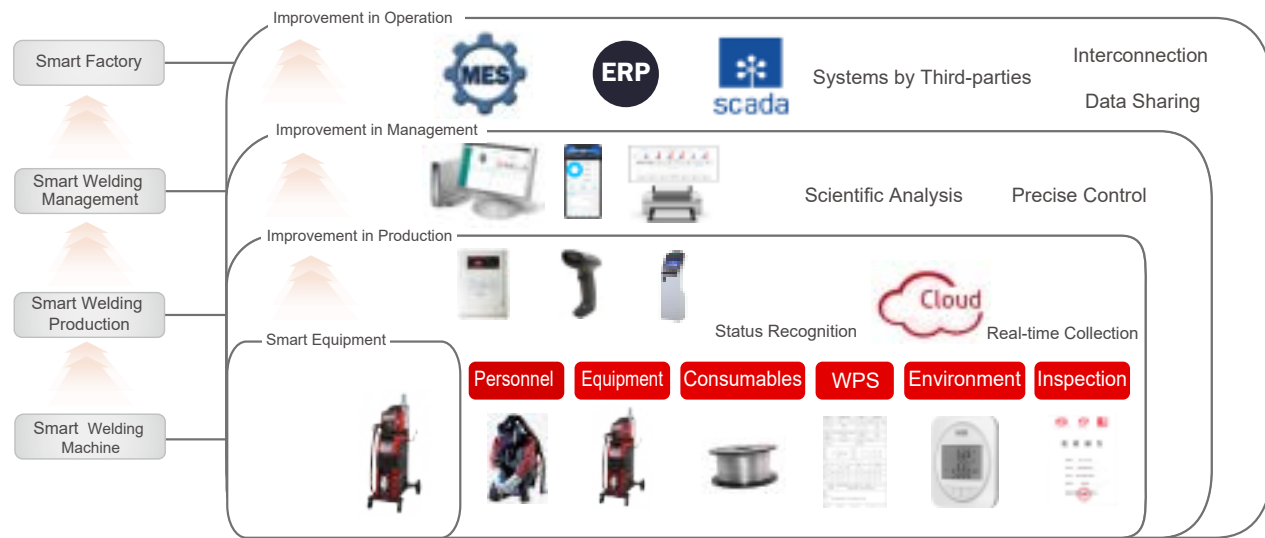 Improvement in Operation
Smart Factory
MES
ERP
scada
Systems by Third-parties
Interconnection
Data Sharing
Improvement in Management
Smart Welding
Management
Scientific Analysis
Precise Control
Improvement in Production
Smart Welding
Production
Cloud
Status Recognition
Real-time Collection
Smart Equipment
Personnel
Equipment
Consumables
WPS
Environment
Inspection
Smart Welding
Machine